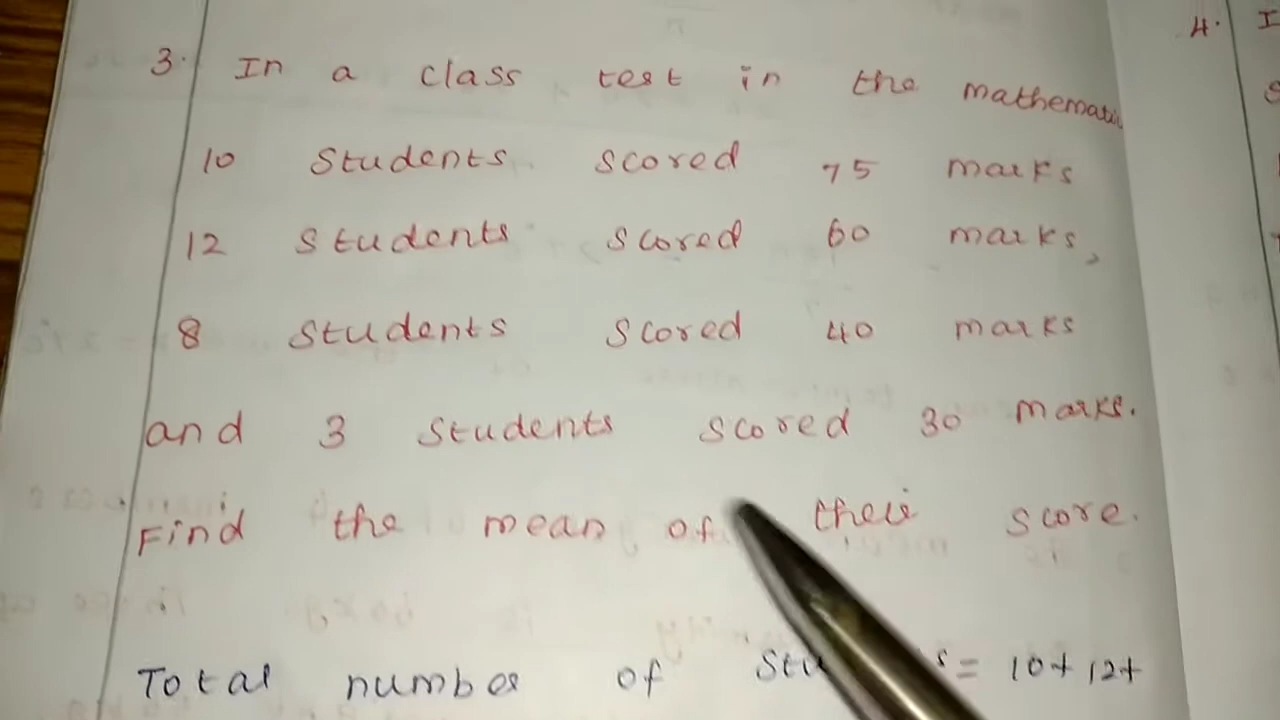 3. In a class test in the mathematic
10 Students scored 75 marks
12 students scored 60 marks,
8 students scored 40 marks
and 3 students scored 30 marks.
Find the mean of their score.
Total number of = 10+12+
4. I